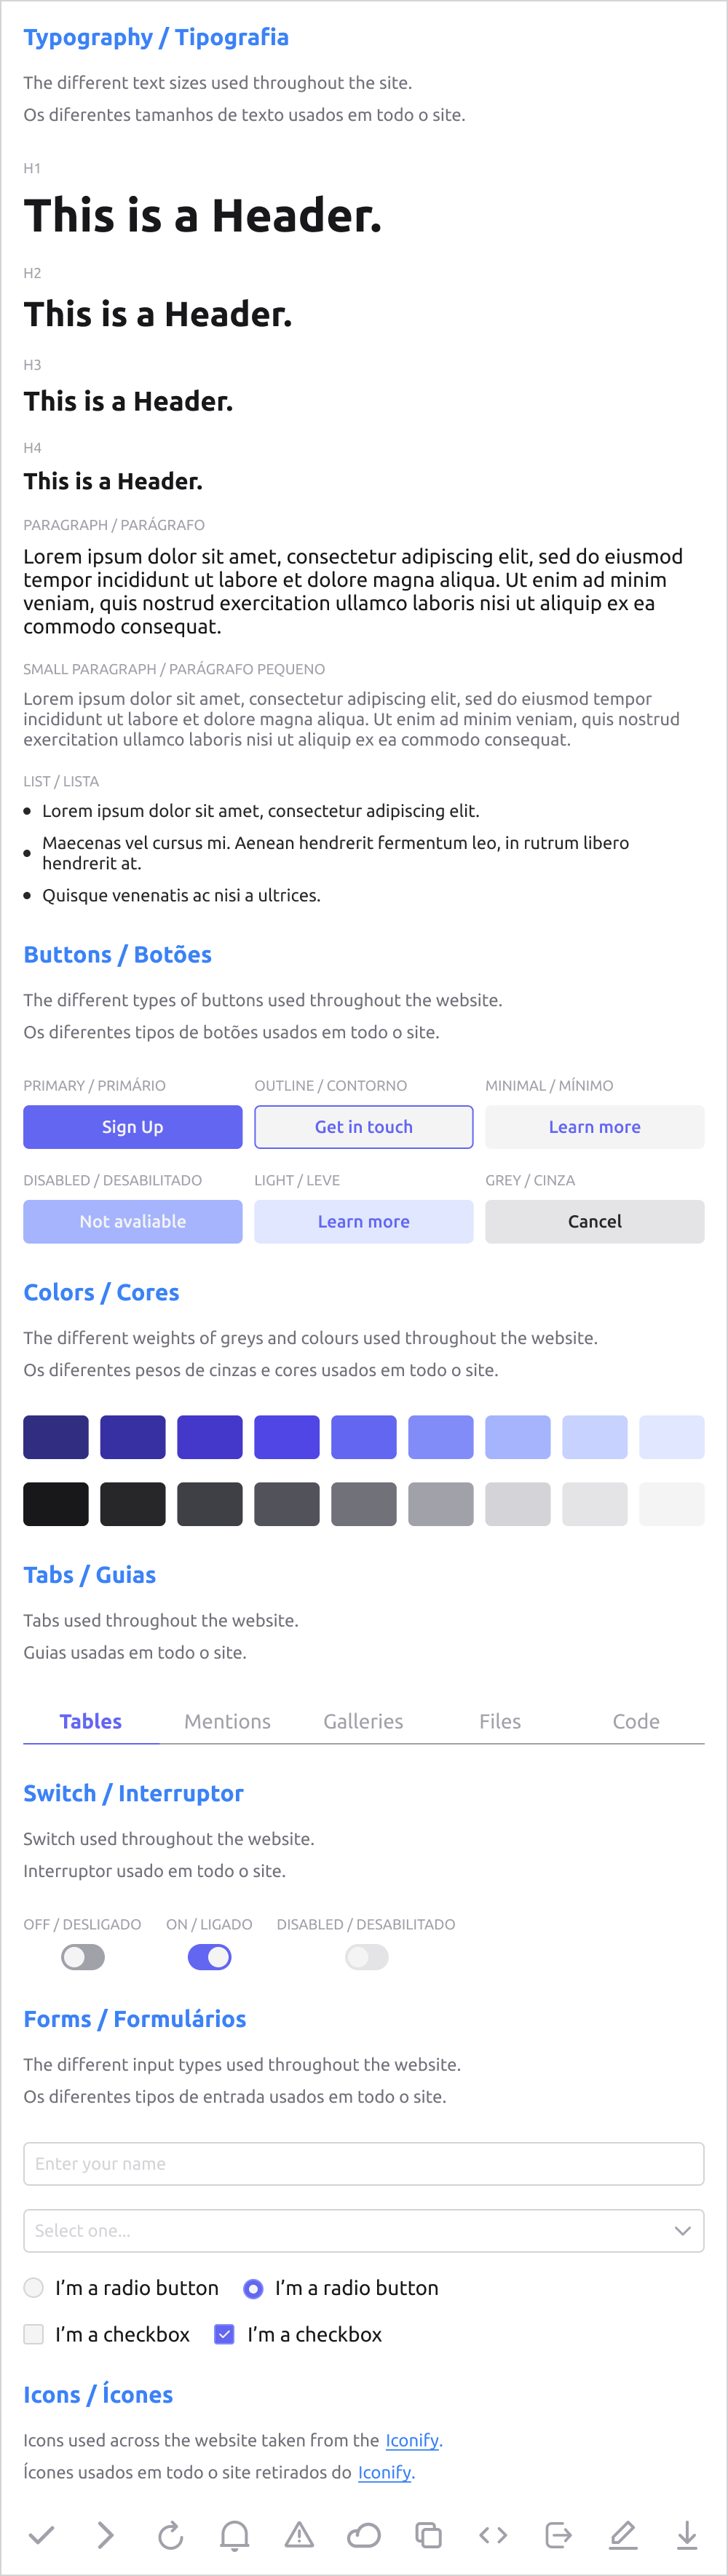 Typography / Tipografia
The different text sizes used throughout the site.
Os diferentes tamanhos de texto usados em todo o site.
H1
This is a Header.
H2
This is a Header.
H3
This is a Header.
H4
This is a Header.
PARAGRAPH / PARÁGRAFO
Lorem ipsum dolor sit amet, consectetur adipiscing elit, sed do eiusmod
tempor incididunt ut labore et dolore magna aliqua. Ut enim ad minim
veniam, quis nostrud exercitation ullamco laboris nisi ut aliquip ex ea
commodo consequat.
SMALL PARAGRAPH / PARÁGRAFO PEQUENO
Lorem ipsum dolor sit amet, consectetur adipiscing elit, sed do eiusmod tempor
incididunt ut labore et dolore magna aliqua. Ut enim ad minim veniam, quis nostrud
exercitation ullamco laboris nisi ut aliquip ex ea commodo consequat.
LIST / LISTA
Lorem ipsum dolor sit amet, consectetur adipiscing elit.
Maecenas vel cursus mi. Aenean hendrerit fermentum leo, in rutrum libero
hendrerit at.
Quisque venenatis ac nisi a ultrices.
Buttons / Botões
The different types of buttons used throughout the website.
Os diferentes tipos de botões usados em todo o site.
PRIMARY / PRIMÁRIO OUTLINE / CONTORNO MINIMAL / MÍNIMO
Sign Up Get in touch Learn more
DISABLED / DESABILITADO LIGHT / LEVE GREY / CINZA
Not avaliable Learn more Cancel
Colors / Cores
The different weights of greys and colours used throughout the website.
Os diferentes pesos de cinzas e cores usados em todo o site.
Tabs / Guias
Tabs used throughout the website.
Guias usadas em todo o site.
Tables Mentions Galleries Files Code
Switch / Interruptor
Switch used throughout the website.
Interruptor usado em todo o site.
OFF / DESLIGADO ON / LIGADO DISABLED / DESABILITADO
Forms / Formulários
The different input types used throughout the website.
Os diferentes tipos de entrada usados em todo o site.
Enter your name
Select one...
I'm a radio button I'm a radio button
I'm a checkbox I'm a checkbox
Icons / Ícones
Icons used across the website taken from the Iconify.
Ícones usados em todo o site retirados do Iconify.